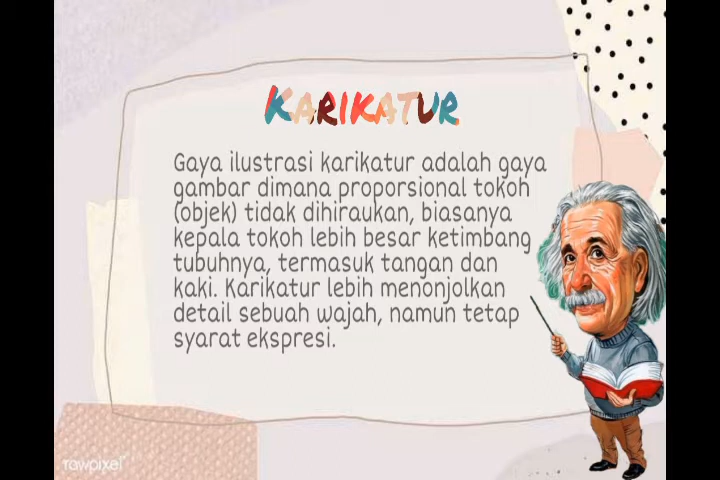 KARIKATUR
Gaya ilustrasi karikatur adalah gaya
gambar dimana proporsional tokoh
(objek) tidak dihiraukan, biasanya
kepala tokoh lebih besar ketimbang
tubuhnya, termasuk tangan dan
kaki. Karikatur lebih menonjolkan
detail sebuah wajah, namun tetap
syarat ekspresi.
rawpixel